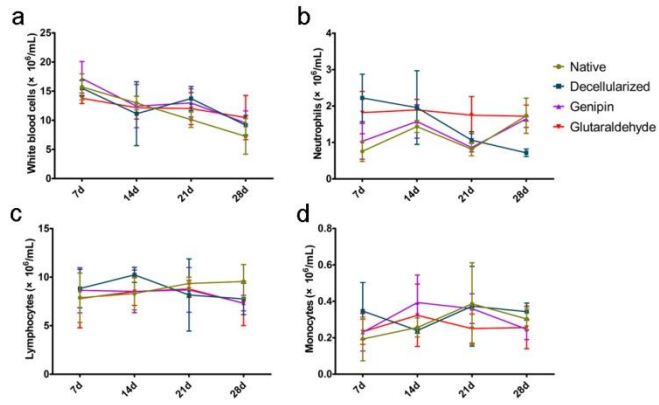 a
White blood cells (× 10⁶/mL)
25
20
15
10
5
0
7d
14d
21d
28d
b
Neutrophils (× 10⁶/mL)
4
3
2
1
0
7d
14d
21d
28d
Native
Decellularized
Genipin
Glutaraldehyde
c
Lymphocytes (× 10⁶/mL)
15
10
5
0
7d
14d
21d
28d
d
Monocytes (× 10⁶/mL)
0.8
0.6
0.4
0.2
0.0
7d
14d
21d
28d